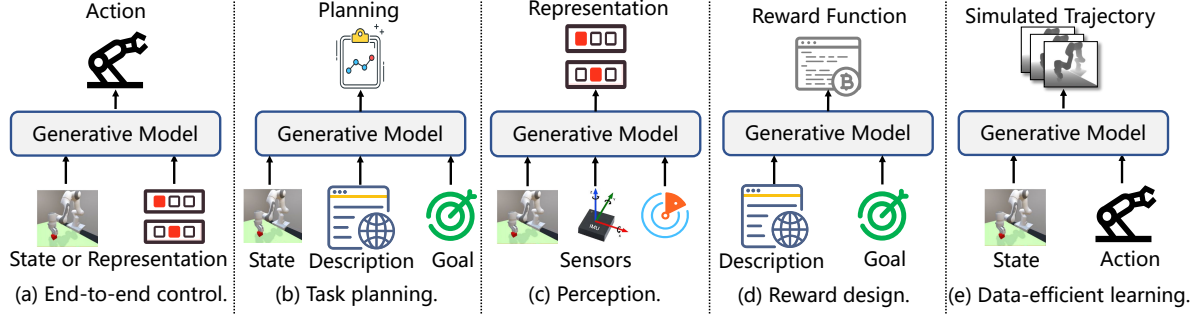 Action
Generative Model
State or Representation
(a) End-to-end control.
Planning
Generative Model
State Description Goal
(b) Task planning.
Representation
Generative Model
IMU
Sensors
(c) Perception.
Reward Function
Generative Model
Description Goal
(d) Reward design.
Simulated Trajectory
Generative Model
State Action
(e) Data-efficient learning.